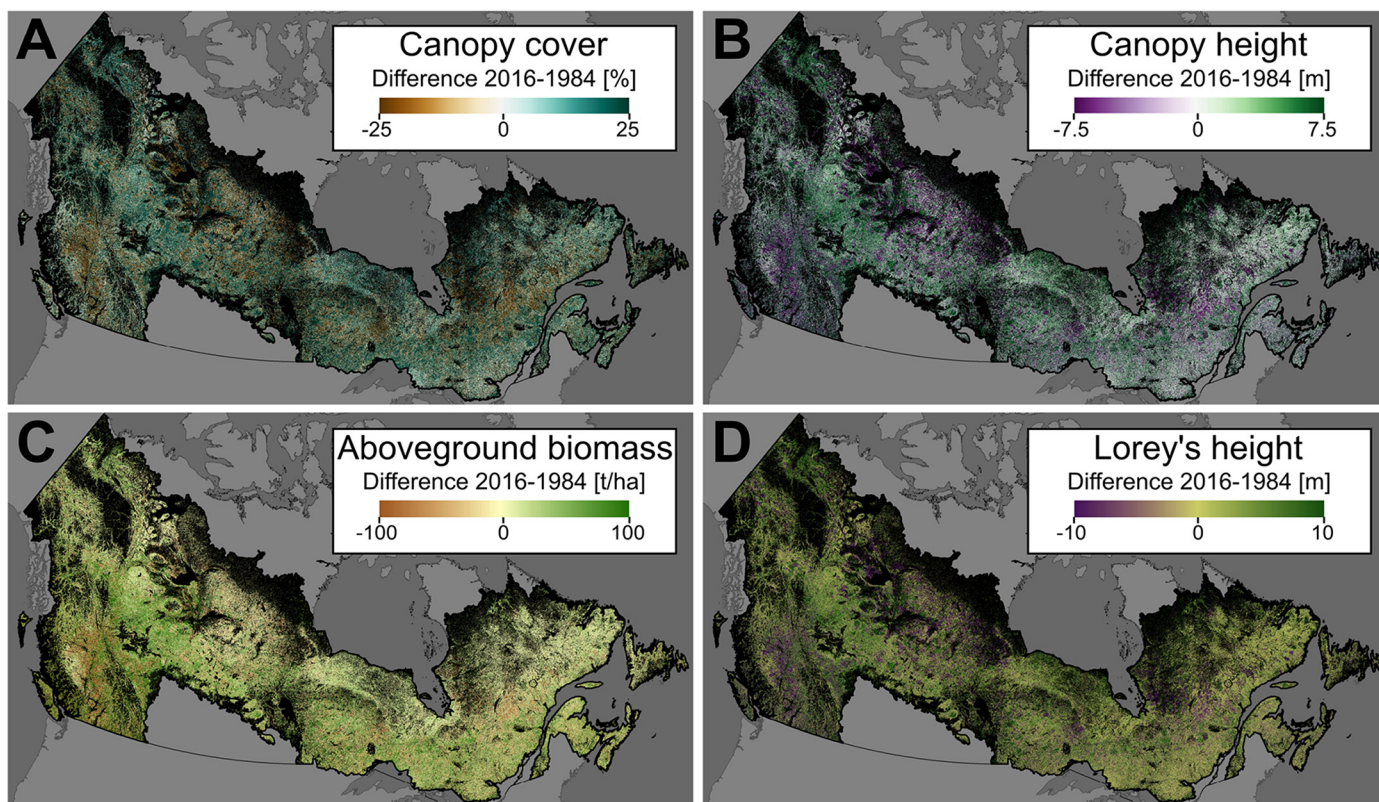 A
Canopy cover
Difference 2016-1984 [%]
-25 0 25
B
Canopy height
Difference 2016-1984 [m]
-7.5 0 7.5
C
Aboveground biomass
Difference 2016-1984 [t/ha]
-100 0 100
D
Lorey's height
Difference 2016-1984 [m]
-10 0 10